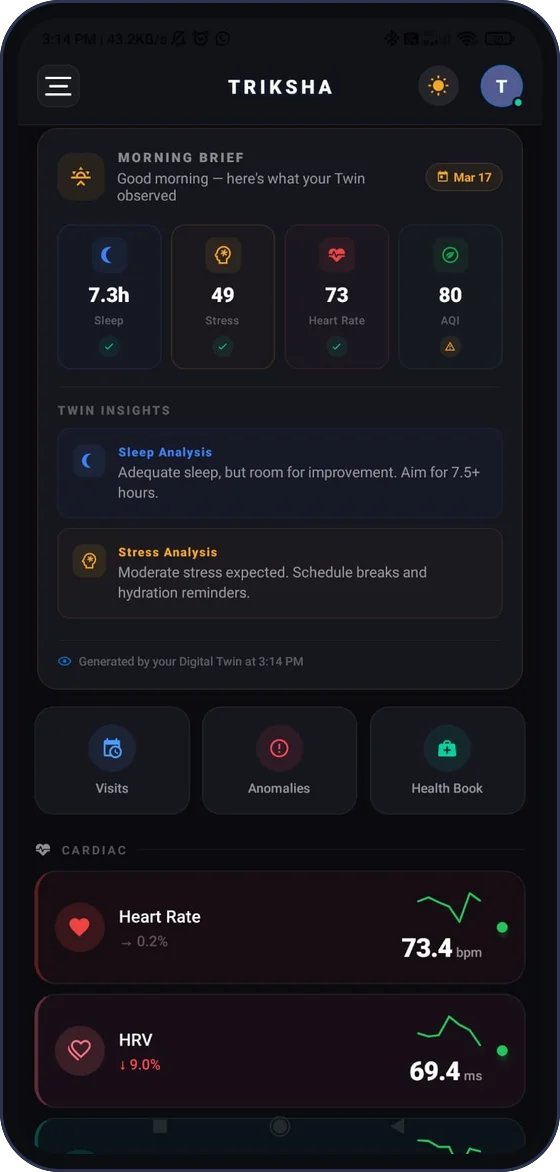 3:14 PM | 43.2KB/s
TRIKSHA
T
MORNING BRIEF
Good morning — here's what your Twin
observed
Mar 17
7.3h
Sleep
49
Stress
73
Heart Rate
80
AQI
TWIN INSIGHTS
Sleep Analysis
Adequate sleep, but room for improvement. Aim for 7.5+
hours.
Stress Analysis
Moderate stress expected. Schedule breaks and
hydration reminders.
Generated by your Digital Twin at 3:14 PM
Visits
Anomalies
Health Book
CARDIAC
Heart Rate
→ 0.2%
73.4 bpm
HRV
↓ 9.0%
69.4 ms